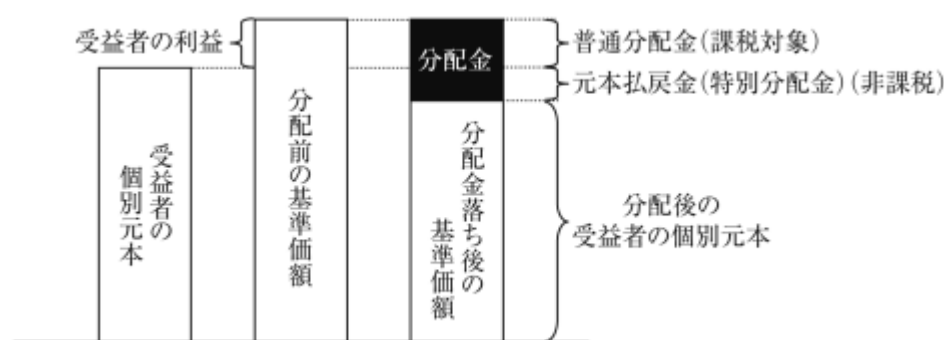 受益者の利益
分配金
普通分配金(課税対象)
元本払戻金(特別分配金)(非課税)
受益者の
個別元本
分配前の基準価額
分配金落ち後の
基準価額
分配後の
受益者の個別元本